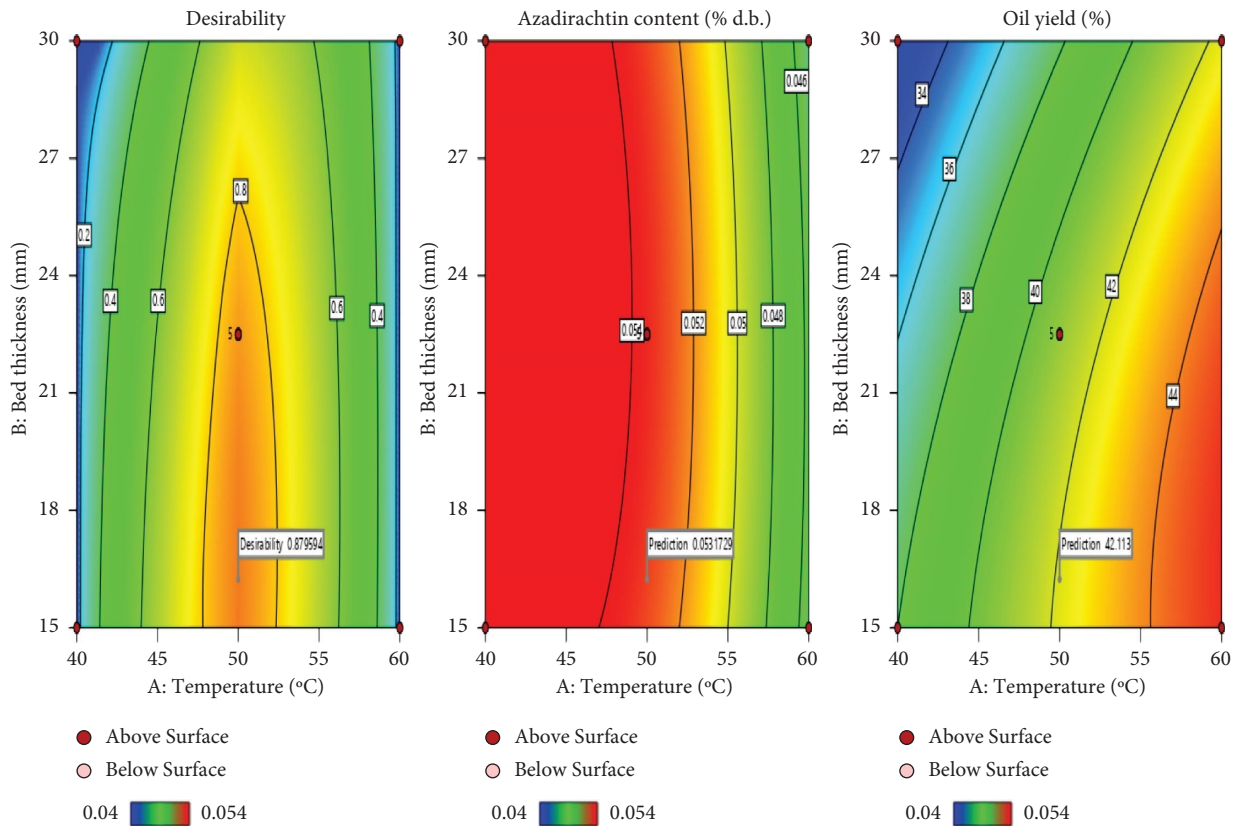 Desirability
30
27
24
21
18
15
B: Bed thickness (mm)
0.2
0.4
0.6
0.8
0.6
0.4
5
Desirability 0.879594
40 45 50 55 60
A: Temperature (ºC)
Above Surface
Below Surface
0.04 0.054
Azadirachtin content (% d.b.)
30
27
24
21
18
15
B: Bed thickness (mm)
0.046
0.054
0.052
0.05
0.048
Prediction 0.0531729
40 45 50 55 60
A: Temperature (ºC)
Above Surface
Below Surface
0.04 0.054
Oil yield (%)
30
27
24
21
18
15
B: Bed thickness (mm)
34
36
38
40
42
44
5
Prediction 42.113
40 45 50 55 60
A: Temperature (ºC)
Above Surface
Below Surface
0.04 0.054